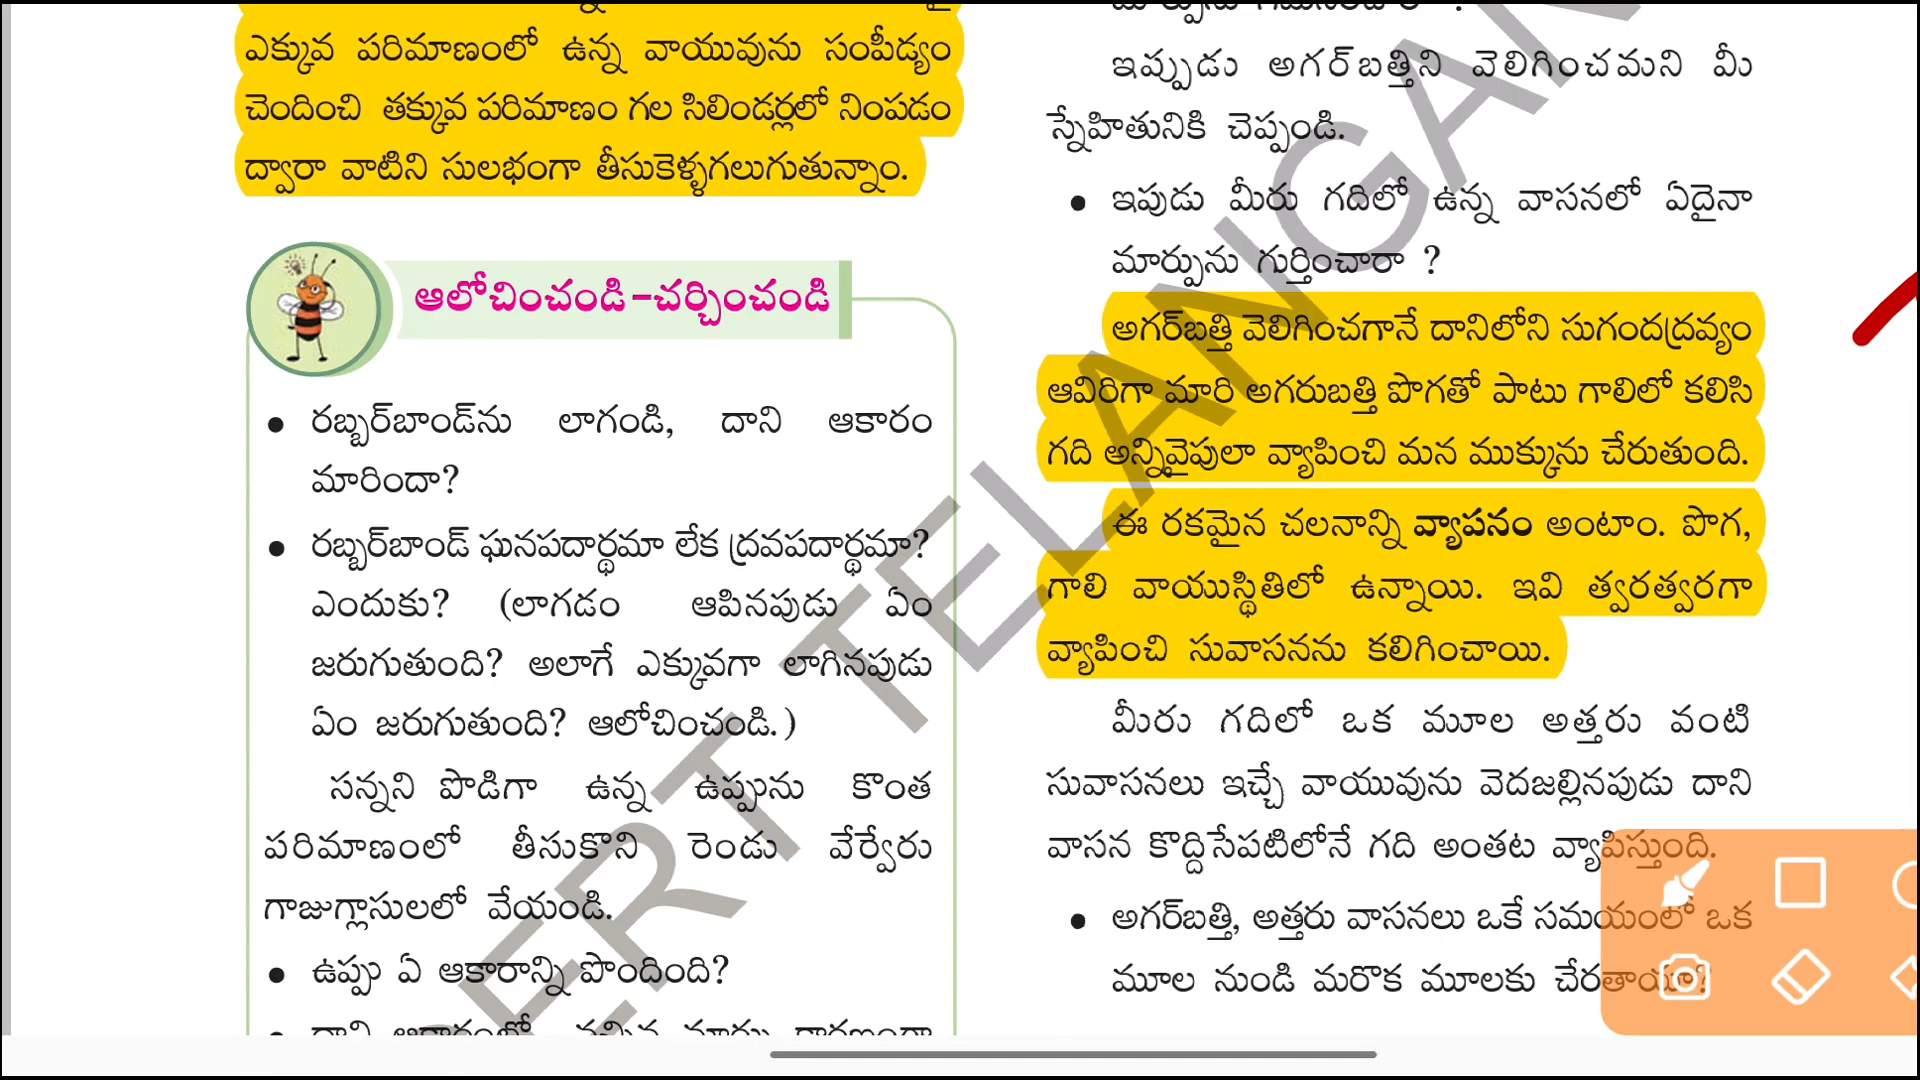 ఎక్కువ పరిమాణంలో ఉన్న వాయువును సంపీడ్యం
చెందించి తక్కువ పరిమాణం గల సిలిండర్లలో నింపడం
ద్వారా వాటిని సులభంగా తీసుకెళ్ళగలుగుతున్నాం.
ఆలోచించండి-చర్చించండి
• రబ్బర్‌బాండ్‌ను లాగండి, దాని ఆకారం
మారిందా?
• రబ్బర్‌బాండ్ ఘనపదార్థమా లేక ద్రవపదార్థమా?
ఎందుకు? (లాగడం ఆపినపుడు ఏం
జరుగుతుంది? అలాగే ఎక్కువగా లాగినపుడు
ఏం జరుగుతుంది? ఆలోచించండి.)
సన్నని పొడిగా ఉన్న ఉప్పును కొంత
పరిమాణంలో తీసుకొని రెండు వేర్వేరు
గాజుగ్లాసులలో వేయండి.
• ఉప్పు ఏ ఆకారాన్ని పొందింది?
ఇప్పుడు అగర్‌బత్తిని వెలిగించమని మీ
స్నేహితునికి చెప్పండి.
• ఇపుడు మీరు గదిలో ఉన్న వాసనలో ఏదైనా
మార్పును గుర్తించారా ?
అగర్‌బత్తి వెలిగించగానే దానిలోని సుగందద్రవ్యం
ఆవిరిగా మారి అగరుబత్తి పొగతో పాటు గాలిలో కలిసి
గది అన్నివైపులా వ్యాపించి మన ముక్కును చేరుతుంది.
ఈ రకమైన చలనాన్ని వ్యాపనం అంటాం. పొగ,
గాలి వాయుస్థితిలో ఉన్నాయి. ఇవి త్వరత్వరగా
వ్యాపించి సువాసనను కలిగించాయి.
మీరు గదిలో ఒక మూల అత్తరు వంటి
సువాసనలు ఇచ్చే వాయువును వెదజల్లినపుడు దాని
వాసన కొద్దిసేపటిలోనే గది అంతట వ్యాపిస్తుంది.
• అగర్‌బత్తి, అత్తరు వాసనలు ఒకే సమయంలో ఒక
మూల నుండి మరొక మూలకు చేరతాయా?
ERT TELANGAN